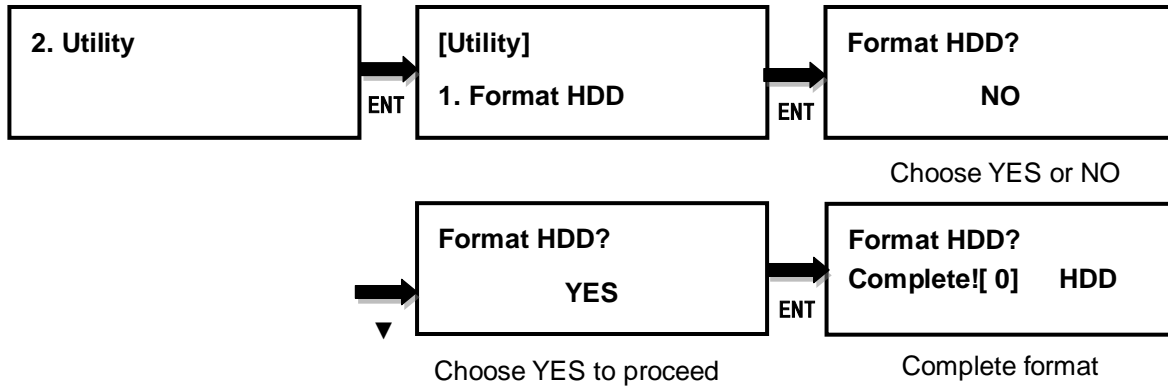 2. Utility
ENT
[Utility]
1. Format HDD
ENT
Format HDD?
NO
Choose YES or NO
▼
Format HDD?
YES
Choose YES to proceed
ENT
Format HDD?
Complete![ 0] HDD
Complete format